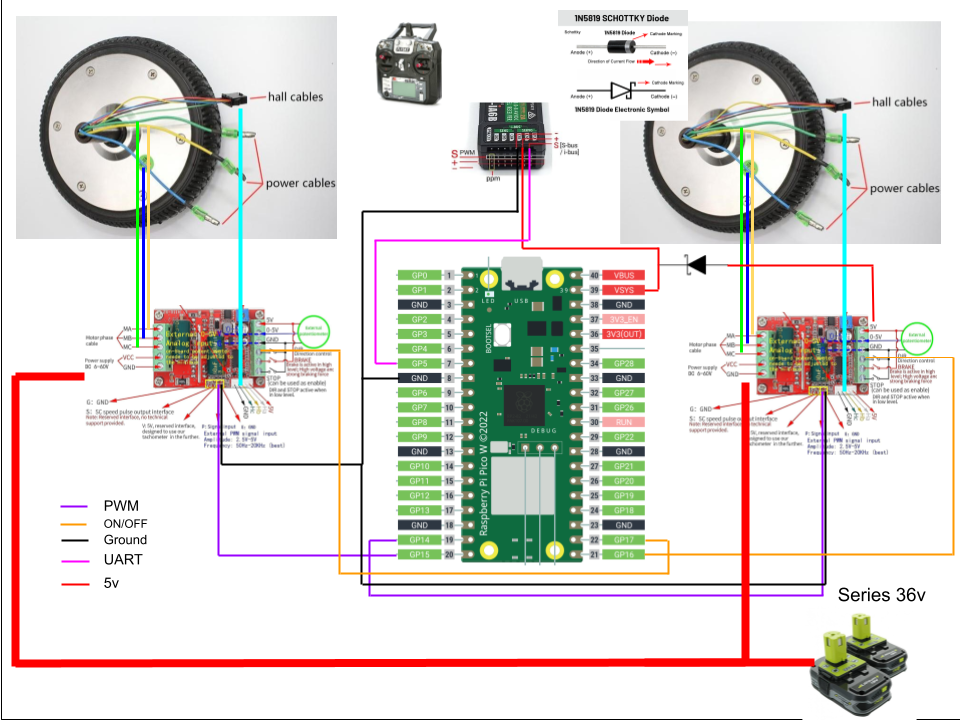 1N5819 SCHOTTKY Diode
Schottky
1N5819 Diode
Cathode Marking
Anode (+)
Cathode (-)
Direction of Current Flow
Cathode Marking
Anode (+)
Cathode (-)
1N5819 Diode Electronic Symbol
hall cables
power cables
hall cables
power cables
S PWM
+
-
ppm
-
+
S
[S-bus
/ i-bus]
GP0 1
GP1 2
GND 3
GP2 4
GP3 5
GP4 6
GP5 7
GND 8
GP6 9
GP7 10
GP8 11
GP9 12
GND 13
GP10 14
GP11 15
GP12 16
GP13 17
GND 18
GP14 19
GP15 20
LED
USB
BOOTSEL
DEBUG
Raspberry Pi Pico W ©2022
40 VBUS
39 VSYS
38 GND
37 3V3_EN
36 3V3(OUT)
35
34 GP28
33 GND
32 GP27
31 GP26
30 RUN
29 GP22
28 GND
27 GP21
26 GP20
25 GP19
24 GP18
23 GND
22 GP17
21 GP16
Motor phase
cable
MA
MB
MC
Power supply
DC 6-60V
VCC
GND
External 0-5V
Analog inputs
5V
0-5V
GND
DIR
Direction control
BRAKE
Brake is active in high
level; High voltage are
strong braking force
STOP
(can be used as enable)
DIR and STOP active when
in low level.
G: GND
S: SC speed pulse output interface
Note: Reserved interface, no technical
support provided.
V:5V, reserved interface,
designed to use our
tachometer in the further.
P:Signal input
G: GND
External PWM signal input
Amplitude: 2.5V-5V
Frequency: 50Hz-20KHz (best)
Motor phase
cable
MA
MB
MC
Power supply
DC 6-60V
VCC
GND
External 0-5V
Analog inputs
5V
0-5V
GND
DIR
Direction control
BRAKE
Brake is active in high
level; High voltage are
strong braking force
STOP
(can be used as enable)
DIR and STOP active when
in low level.
G: GND
S: SC speed pulse output
Note: Reserved interface
support provided.
designed to use our
tachometer in the further.
External PWM signal input
Amplitude: 2.5V-5V
Frequency: 50Hz-20KHz (best)
PWM
ON/OFF
Ground
UART
5v
Series 36v